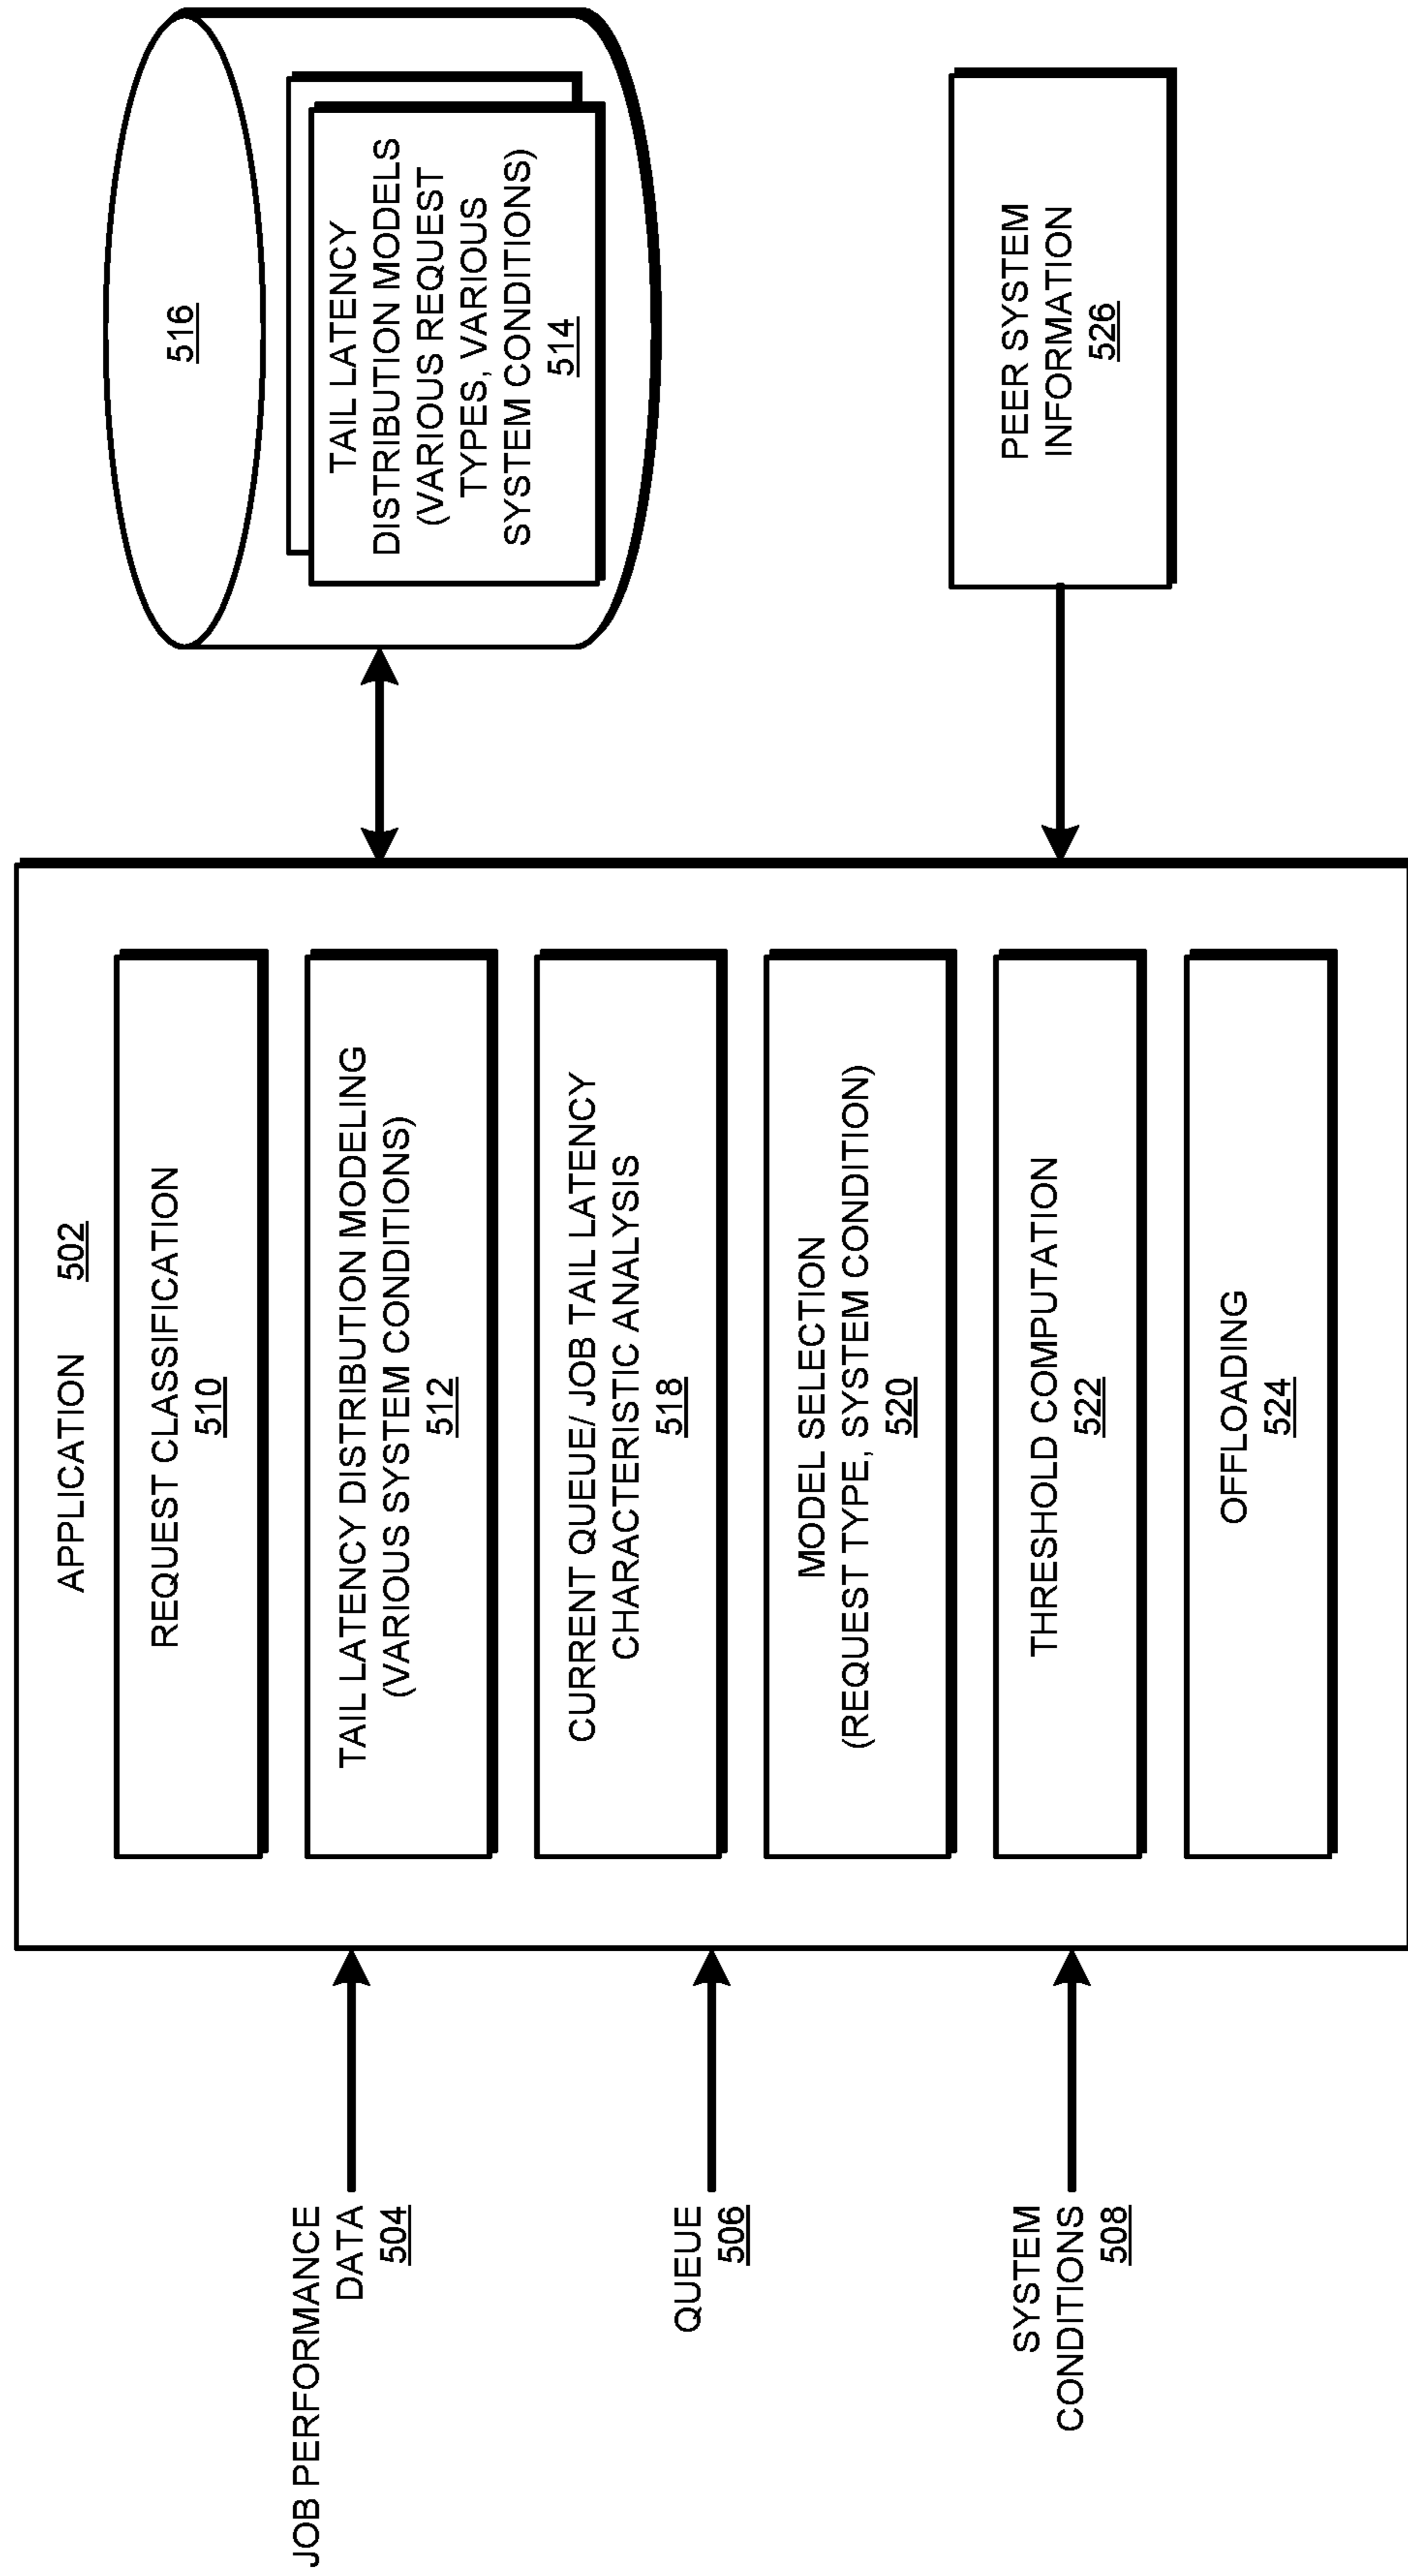 APPLICATION 502
JOB PERFORMANCE
DATA
504
QUEUE
506
SYSTEM
CONDITIONS
508
REQUEST CLASSIFICATION
510
TAIL LATENCY DISTRIBUTION MODELING
(VARIOUS SYSTEM CONDITIONS)
512
CURRENT QUEUE/ JOB TAIL LATENCY
CHARACTERISTIC ANALYSIS
518
MODEL SELECTION
(REQUEST TYPE, SYSTEM CONDITION)
520
THRESHOLD COMPUTATION
522
OFFLOADING
524
516
TAIL LATENCY
DISTRIBUTION MODELS
(VARIOUS REQUEST
TYPES, VARIOUS
SYSTEM CONDITIONS)
514
PEER SYSTEM
INFORMATION
526